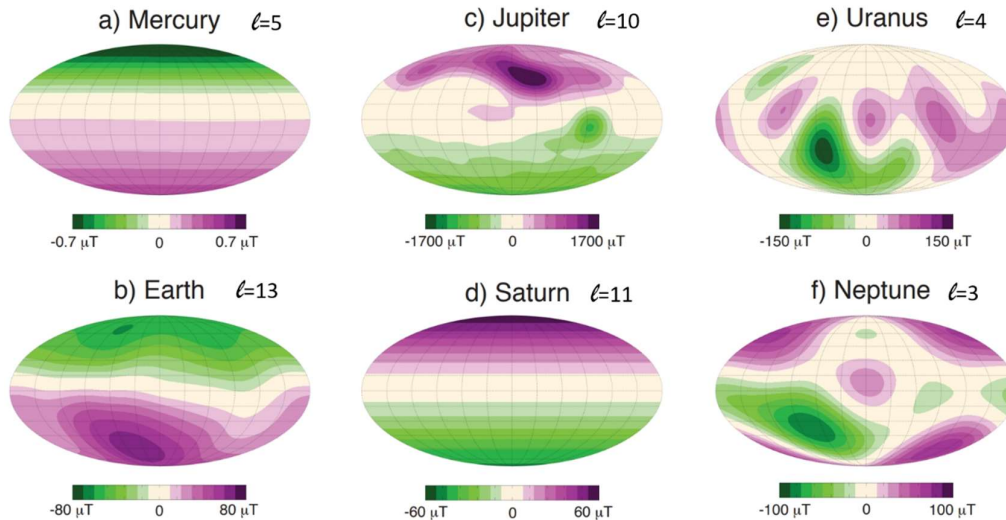 a) Mercury ℓ=5
-0.7 μT 0 0.7 μT
b) Earth ℓ=13
-80 μT 0 80 μT
c) Jupiter ℓ=10
-1700 μT 0 1700 μT
d) Saturn ℓ=11
-60 μT 0 60 μT
e) Uranus ℓ=4
-150 μT 0 150 μT
f) Neptune ℓ=3
-100 μT 0 100 μT